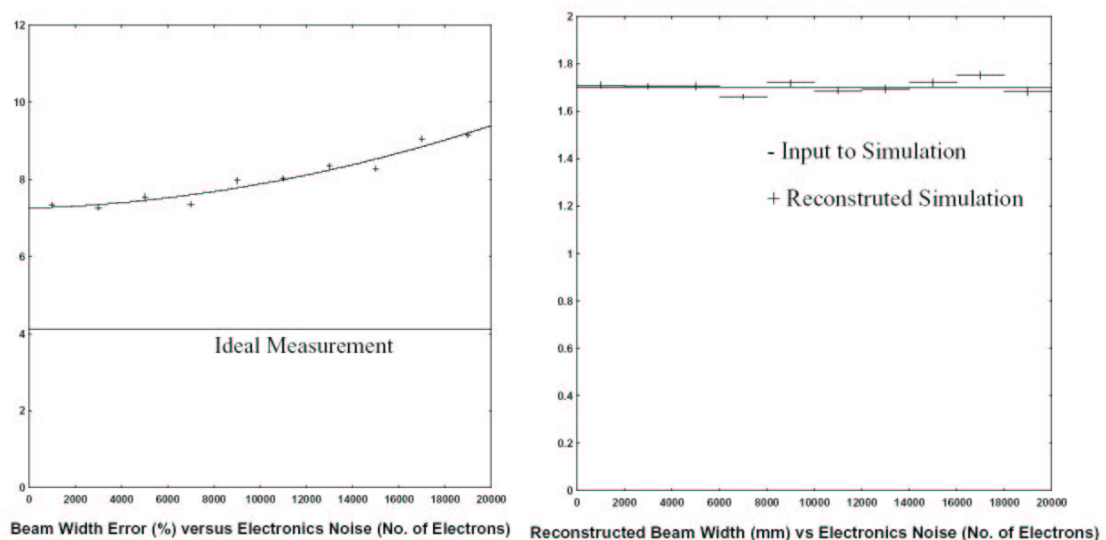 12
10
8
6
4
2
0
Ideal Measurement
0 2000 4000 6000 8000 10000 12000 14000 16000 18000 20000
Beam Width Error (%) versus Electronics Noise (No. of Electrons)
2
1.8
1.6
1.4
1.2
1
0.8
0.6
0.4
0.2
0
- Input to Simulation
+ Reconstruted Simulation
0 2000 4000 6000 8000 10000 12000 14000 16000 18000 20000
Reconstructed Beam Width (mm) vs Electronics Noise (No. of Electrons)